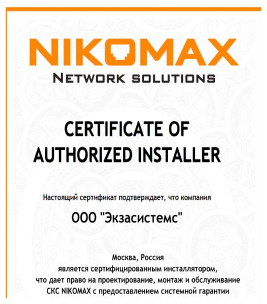 NIKOMAX
NETWORK SOLUTIONS
CERTIFICATE OF
AUTHORIZED INSTALLER
Настоящий сертификат подтверждает, что компания
ООО "Экзасистемс"
Москва, Россия
является сертифицированным инсталлятором,
что дает право на проектирование, монтаж и обслуживание
СКС NIKOMAX с предоставлением системной гарантии